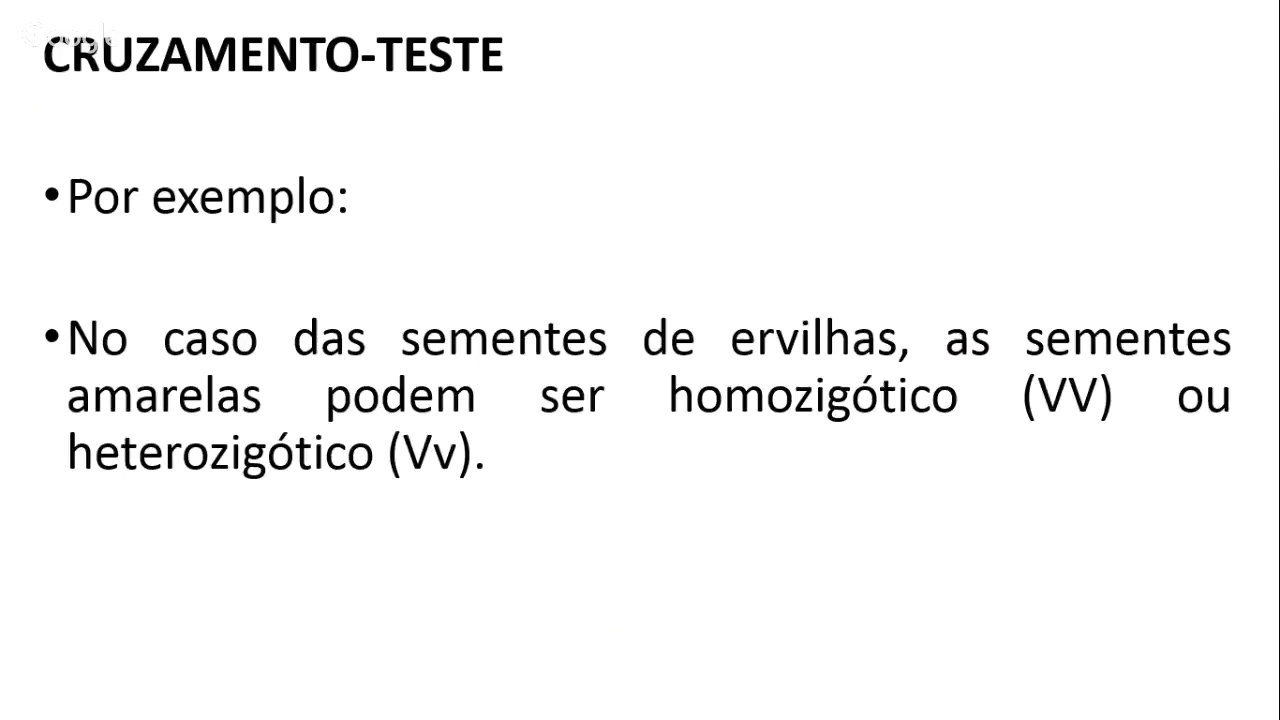 Google
CRUZAMENTO-TESTE
•Por exemplo:
•No caso das sementes de ervilhas, as sementes
amarelas podem ser homozigótico (VV) ou
heterozigótico (Vv).